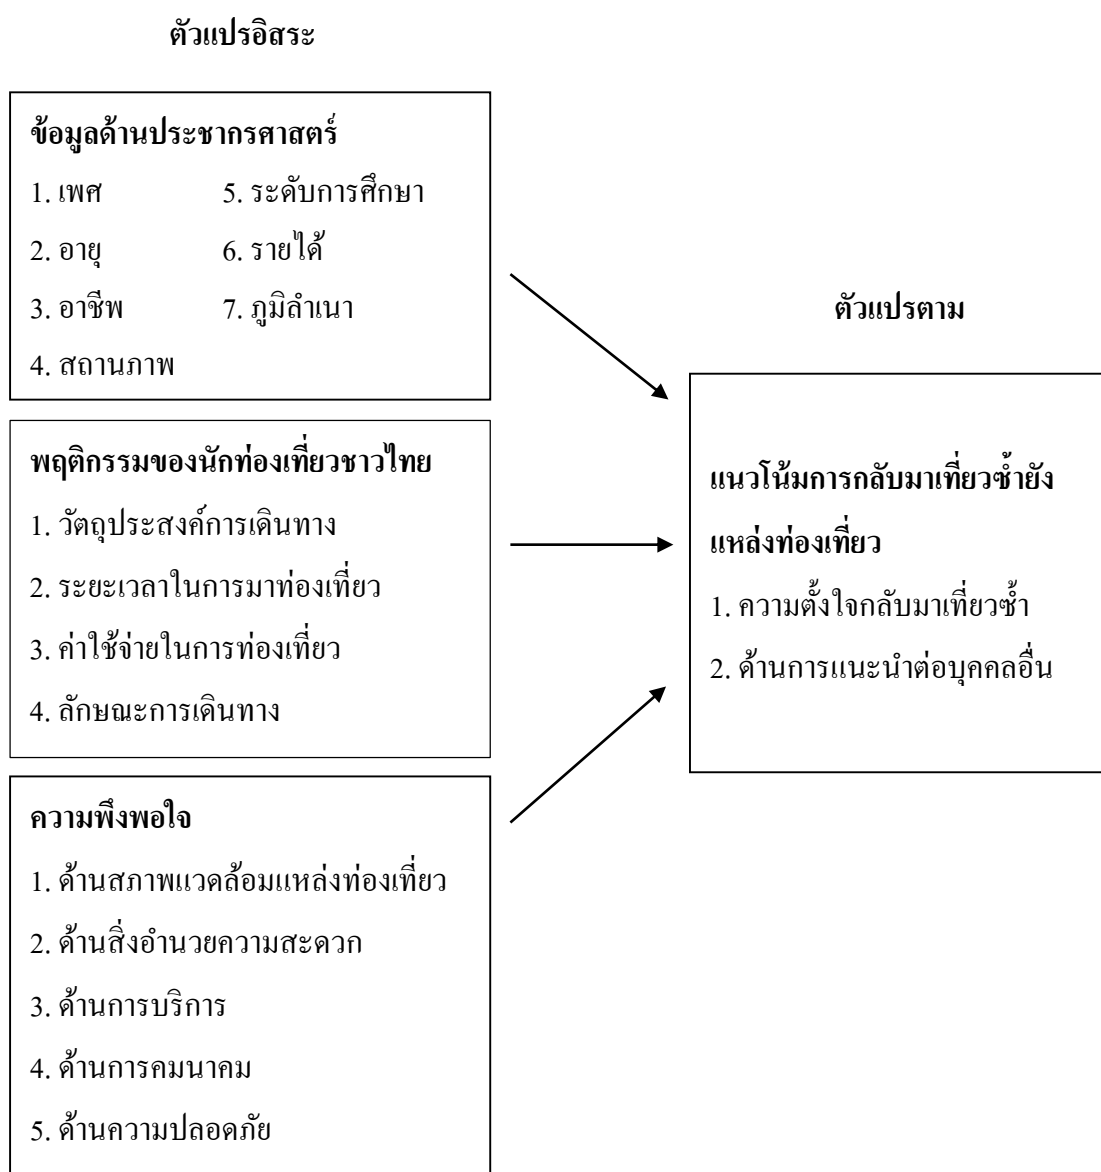 ตัวแปรอิสระ
ข้อมูลด้านประชากรศาสตร์
1. เพศ 5. ระดับการศึกษา
2. อายุ 6. รายได้
3. อาชีพ 7. ภูมิลำเนา
4. สถานภาพ
พฤติกรรมของนักท่องเที่ยวชาวไทย
1. วัตถุประสงค์การเดินทาง
2. ระยะเวลาในการมาท่องเที่ยว
3. ค่าใช้จ่ายในการท่องเที่ยว
4. ลักษณะการเดินทาง
ความพึงพอใจ
1. ด้านสภาพแวดล้อมแหล่งท่องเที่ยว
2. ด้านสิ่งอำนวยความสะดวก
3. ด้านการบริการ
4. ด้านการคมนาคม
5. ด้านความปลอดภัย
ตัวแปรตาม
แนวโน้มการกลับมาเที่ยวซ้ำยัง
แหล่งท่องเที่ยว
1. ความตั้งใจกลับมาเที่ยวซ้ำ
2. ด้านการแนะนำต่อบุคคลอื่น